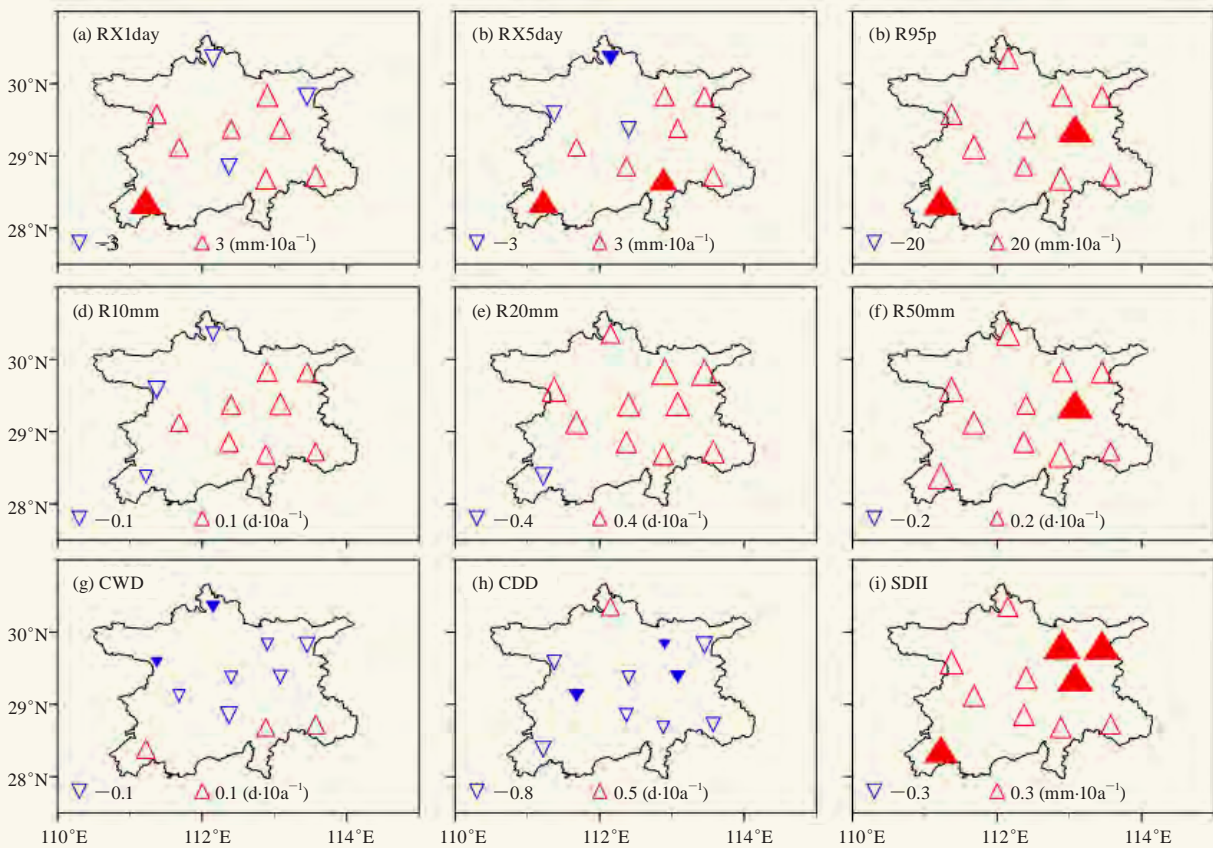 (a) RX1day
(b) RX5day
(b) R95p
30°N
29°N
28°N
−3
3 (mm·10a⁻¹)
−3
3 (mm·10a⁻¹)
−20
20 (mm·10a⁻¹)
(d) R10mm
(e) R20mm
(f) R50mm
30°N
29°N
28°N
−0.1
0.1 (d·10a⁻¹)
−0.4
0.4 (d·10a⁻¹)
−0.2
0.2 (d·10a⁻¹)
(g) CWD
(h) CDD
(i) SDII
30°N
29°N
28°N
−0.1
0.1 (d·10a⁻¹)
−0.8
0.5 (d·10a⁻¹)
−0.3
0.3 (mm·10a⁻¹)
110°E
112°E
114°E
110°E
112°E
114°E
110°E
112°E
114°E